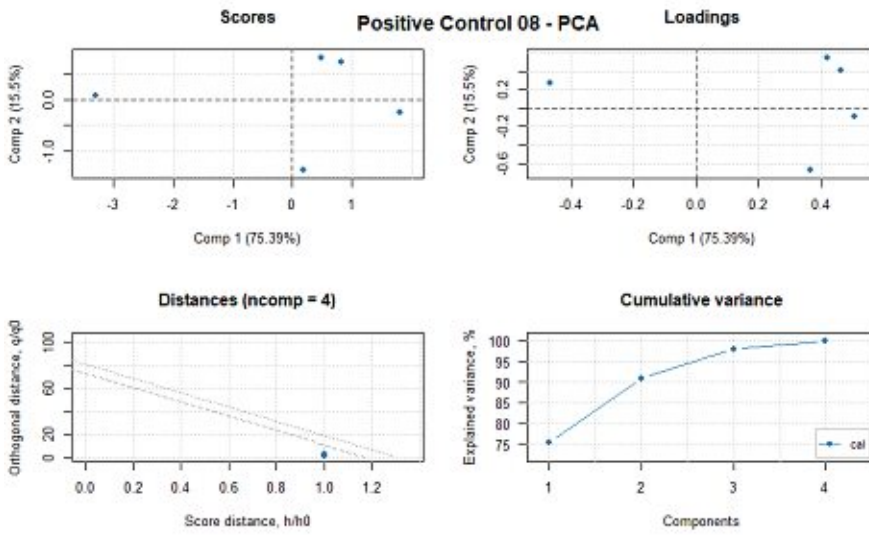 Positive Control 08 - PCA
Scores
Comp 2 (15.5%)
0.0
-1.0
-3
-2
-1
0
1
Comp 1 (75.39%)
Loadings
Comp 2 (15.5%)
0.2
-0.2
-0.6
-0.4
-0.2
0.0
0.2
0.4
Comp 1 (75.39%)
Distances (ncomp = 4)
Orthogonal distance, q/q0
100
60
20
0
0.0
0.2
0.4
0.6
0.8
1.0
1.2
Score distance, h/h0
Cumulative variance
Explained variance, %
100
95
90
85
80
75
cal
1
2
3
4
Components